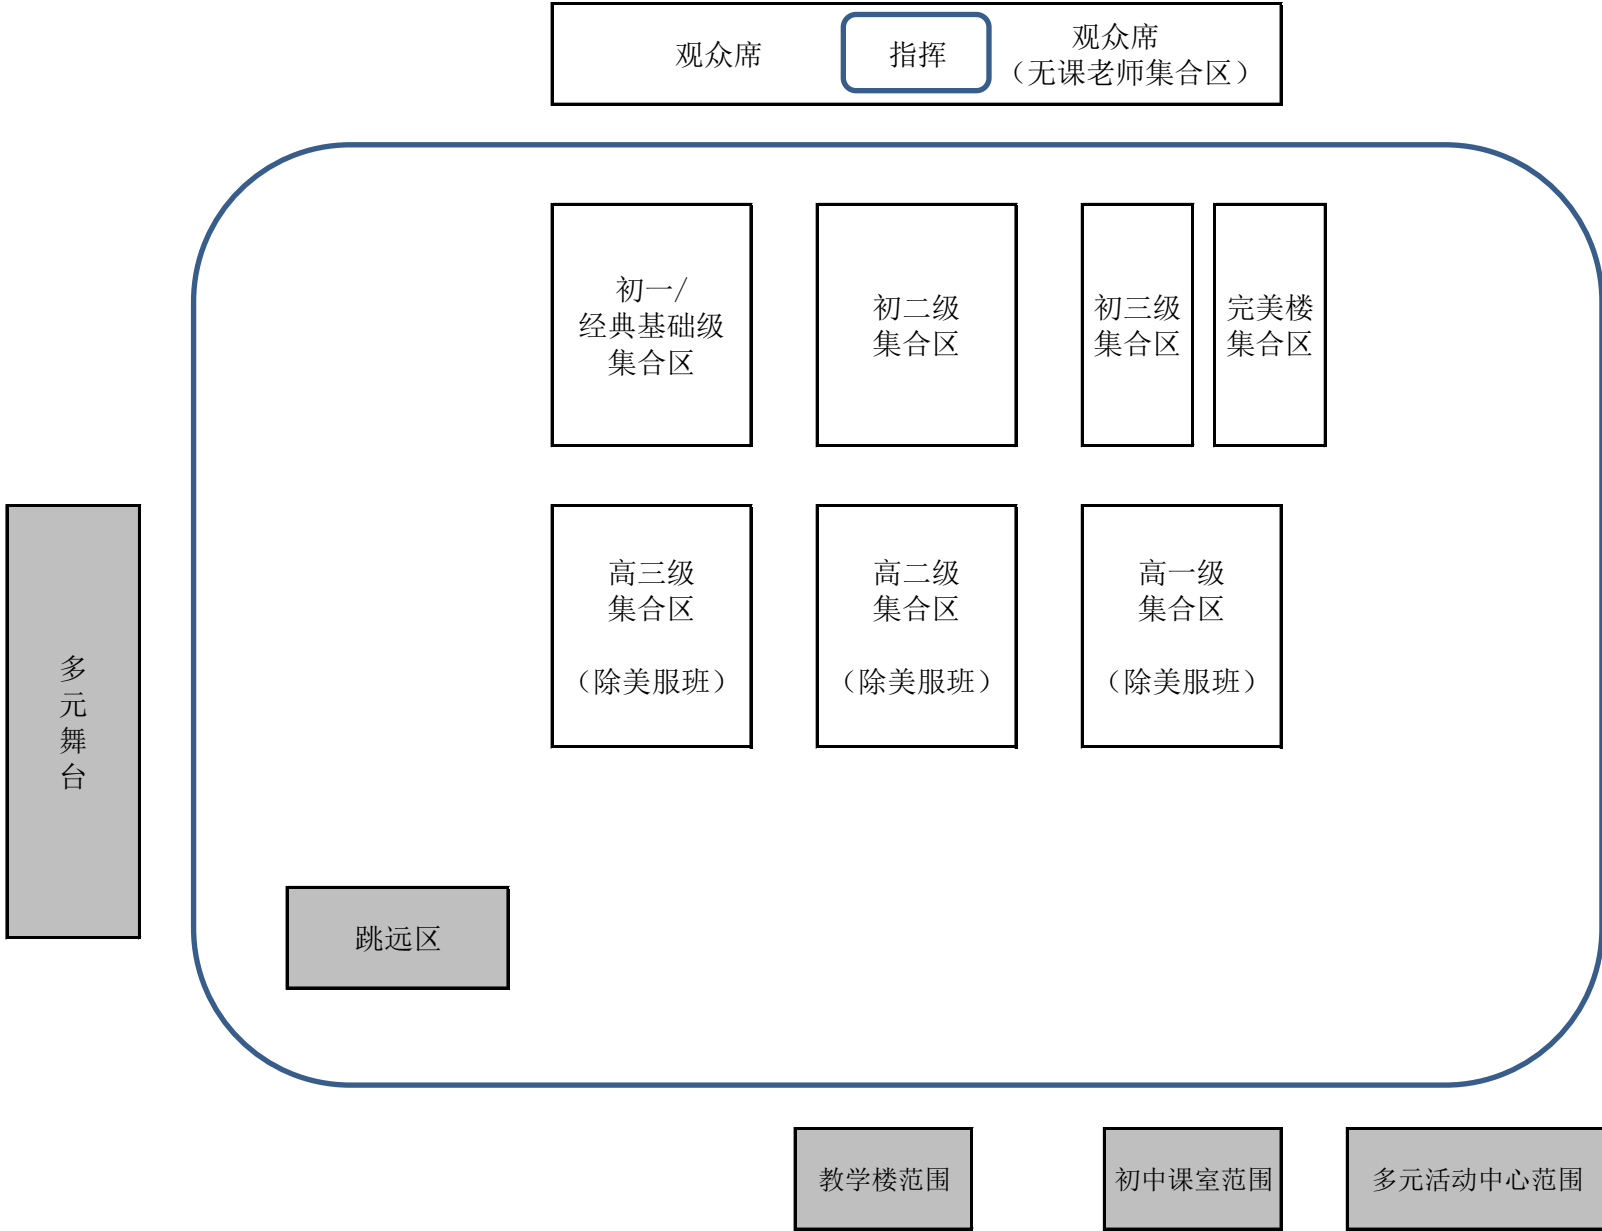 观众席
指挥
观众席
（无课老师集合区）
初一/
经典基础级
集合区
初二级
集合区
初三级
集合区
完美楼
集合区
高三级
集合区
（除美服班）
高二级
集合区
（除美服班）
高一级
集合区
（除美服班）
多
元
舞
台
跳远区
教学楼范围
初中课室范围
多元活动中心范围